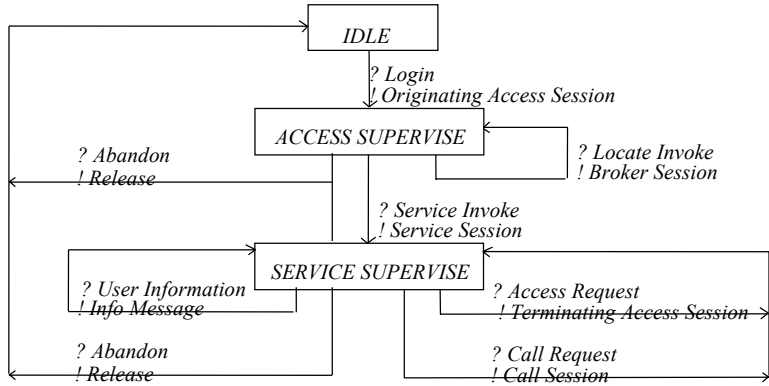 IDLE
? Login
! Originating Access Session
ACCESS SUPERVISE
? Abandon
! Release
? Locate Invoke
! Broker Session
? Service Invoke
! Service Session
SERVICE SUPERVISE
? User Information
! Info Message
? Access Request
! Terminating Access Session
? Abandon
! Release
? Call Request
! Call Session